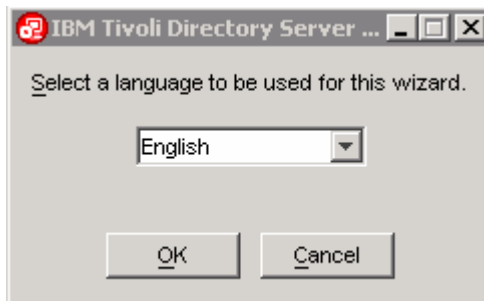 IBM Tivoli Directory Server ...
Select a language to be used for this wizard.
English
OK
Cancel